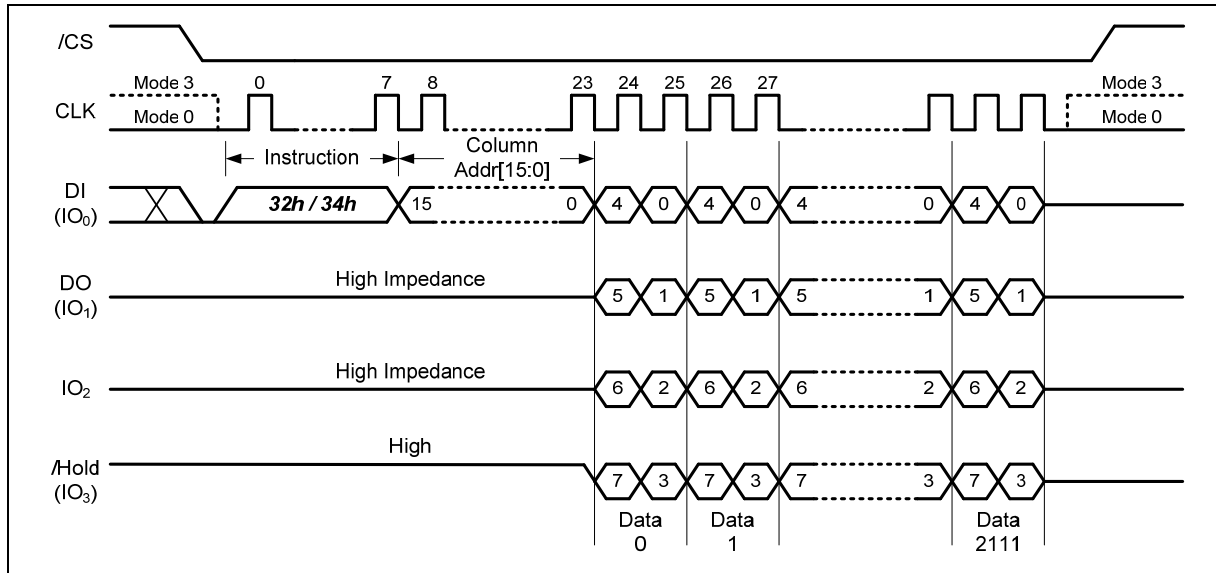 /CS
Mode 3 0 7 8 23 24 25 26 27 Mode 3
CLK
Mode 0 Mode 0
Instruction Column
Addr[15:0]
DI
(IO₀)
32h / 34h 15 0 4 0 4 0 4 0 4 0
High Impedance
DO
(IO₁)
5 1 5 1 5 1 5 1
High Impedance
IO₂ 6 2 6 2 6 2 6 2
High
/Hold
(IO₃)
7 3 7 3 7 3 7 3
Data
0
Data
1
Data
2111